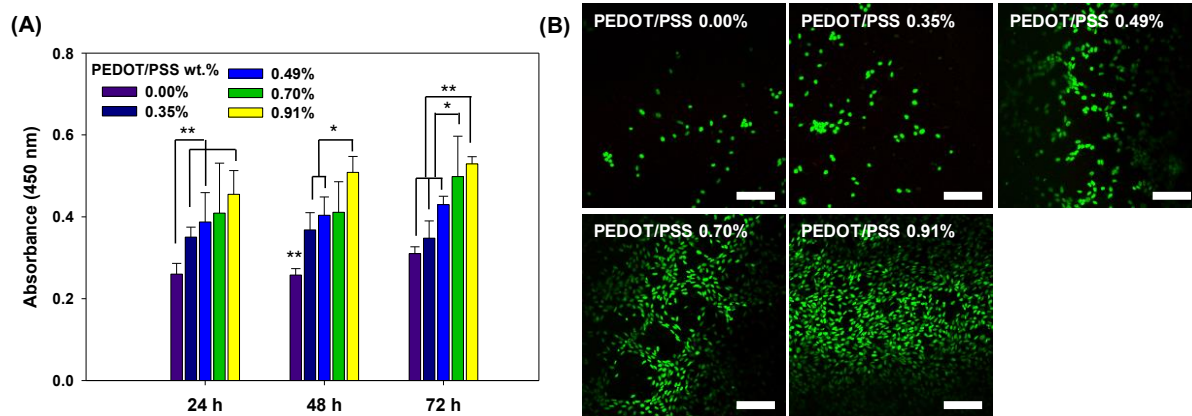 (A)
0.8
0.6
0.4
0.2
0.0
Absorbance (450 nm)
PEDOT/PSS wt.%
0.00%
0.35%
0.49%
0.70%
0.91%
**
**
*
**
*
24 h
48 h
72 h
(B)
PEDOT/PSS 0.00%
PEDOT/PSS 0.35%
PEDOT/PSS 0.49%
PEDOT/PSS 0.70%
PEDOT/PSS 0.91%